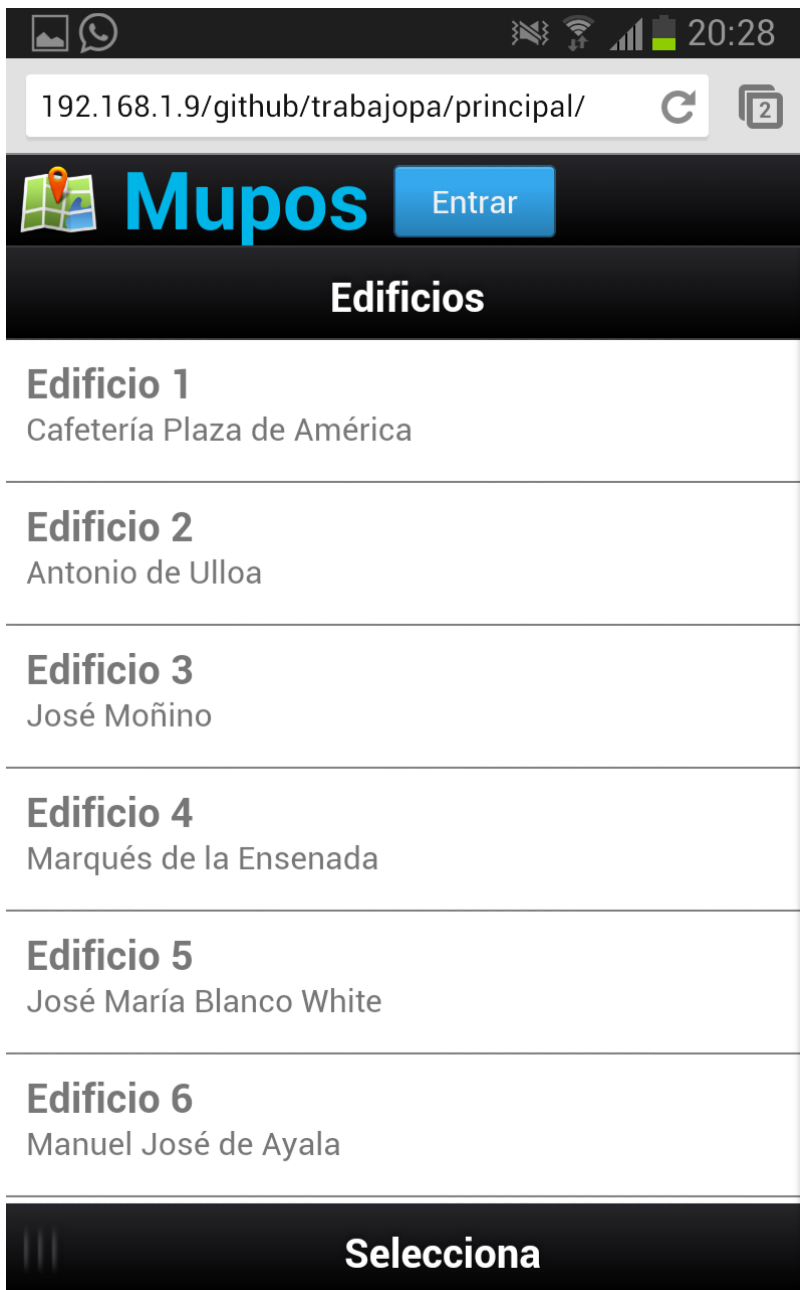 20:28
192.168.1.9/github/trabajopa/principal/
2
Mupos
Entrar
Edificios
Edificio 1
Cafetería Plaza de América
Edificio 2
Antonio de Ulloa
Edificio 3
José Moñino
Edificio 4
Marqués de la Ensenada
Edificio 5
José María Blanco White
Edificio 6
Manuel José de Ayala
Selecciona